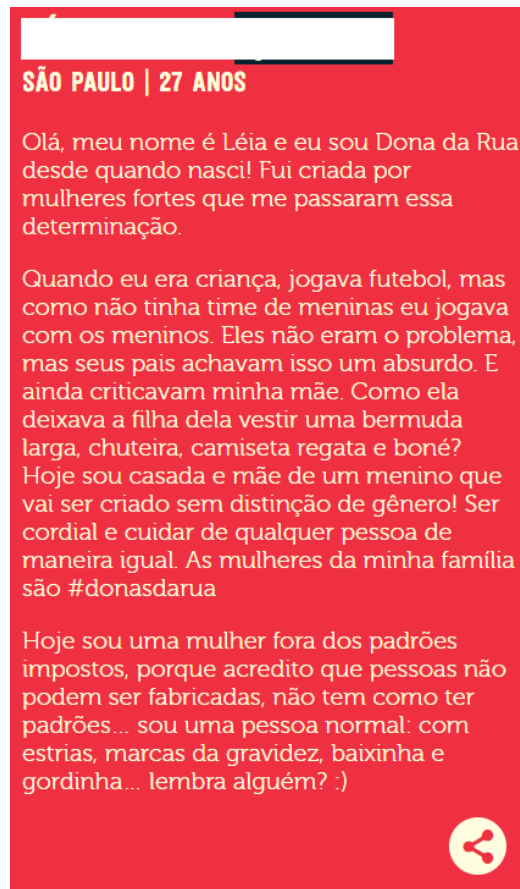 SÃO PAULO | 27 ANOS
Olá, meu nome é Léia e eu sou Dona da Rua
desde quando nasci! Fui criada por
mulheres fortes que me passaram essa
determinação.
Quando eu era criança, jogava futebol, mas
como não tinha time de meninas eu jogava
com os meninos. Eles não eram o problema,
mas seus pais achavam isso um absurdo. E
ainda criticavam minha mãe. Como ela
deixava a filha dela vestir uma bermuda
larga, chuteira, camiseta regata e boné?
Hoje sou casada e mãe de um menino que
vai ser criado sem distinção de gênero! Ser
cordial e cuidar de qualquer pessoa de
maneira igual. As mulheres da minha família
são #donasdarua
Hoje sou uma mulher fora dos padrões
impostos, porque acredito que pessoas não
podem ser fabricadas, não tem como ter
padrões... sou uma pessoa normal: com
estrias, marcas da gravidez, baixinha e
gordinha... lembra alguém? :)